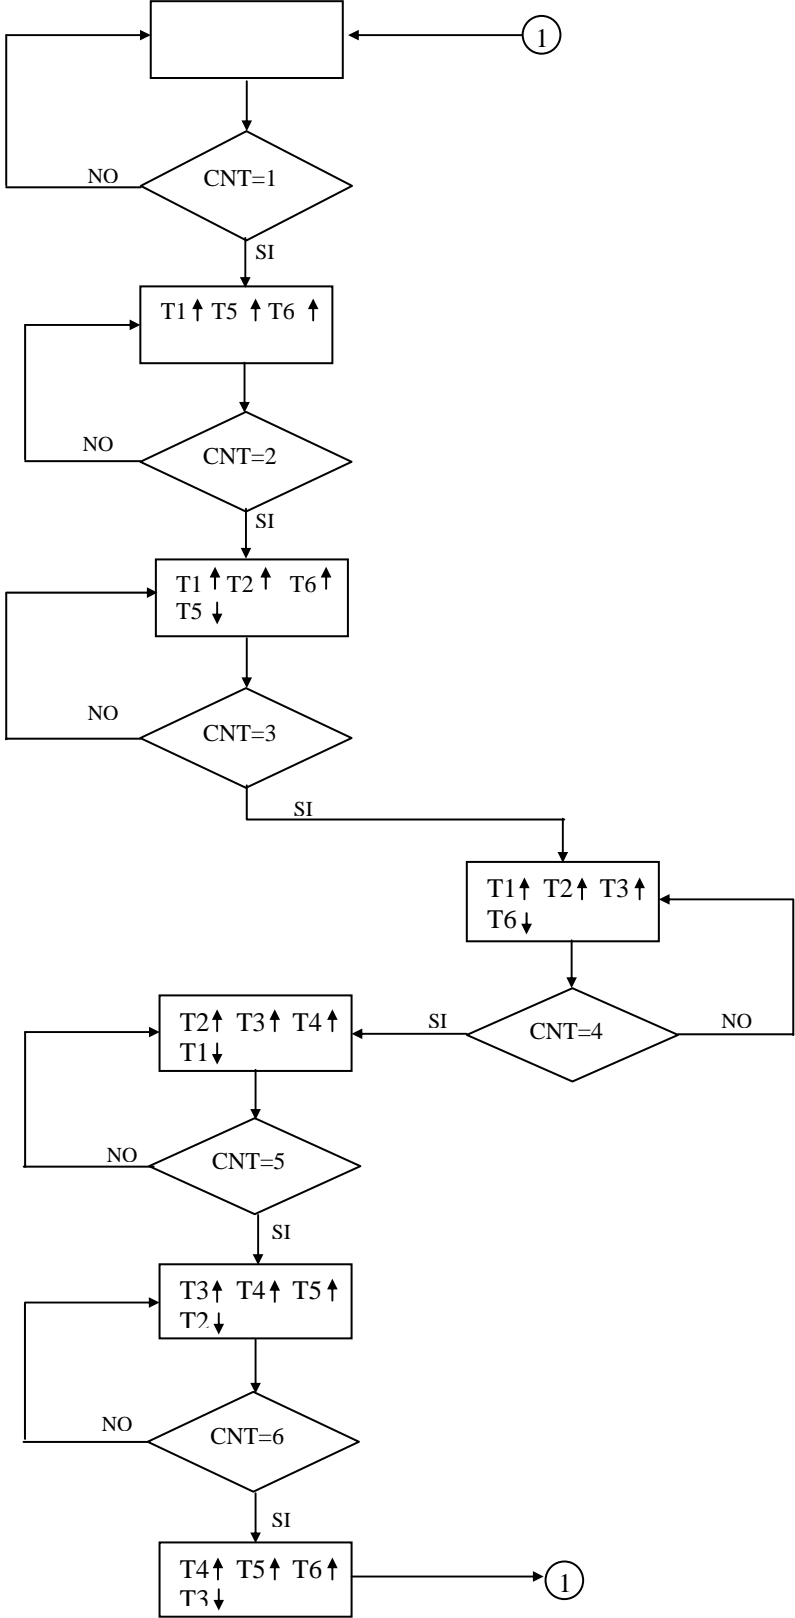 1
CNT=1
NO
SI
T1↑ T5 ↑ T6 ↑
CNT=2
NO
SI
T1 ↑ T2 ↑ T6 ↑
T5 ↓
CNT=3
NO
SI
T1↑ T2↑ T3↑
T6↓
CNT=4
NO
SI
T2↑ T3↑ T4↑
T1↓
CNT=5
NO
SI
T3↑ T4↑ T5↑
T2↓
CNT=6
NO
SI
T4↑ T5↑ T6↑
T3↓
1